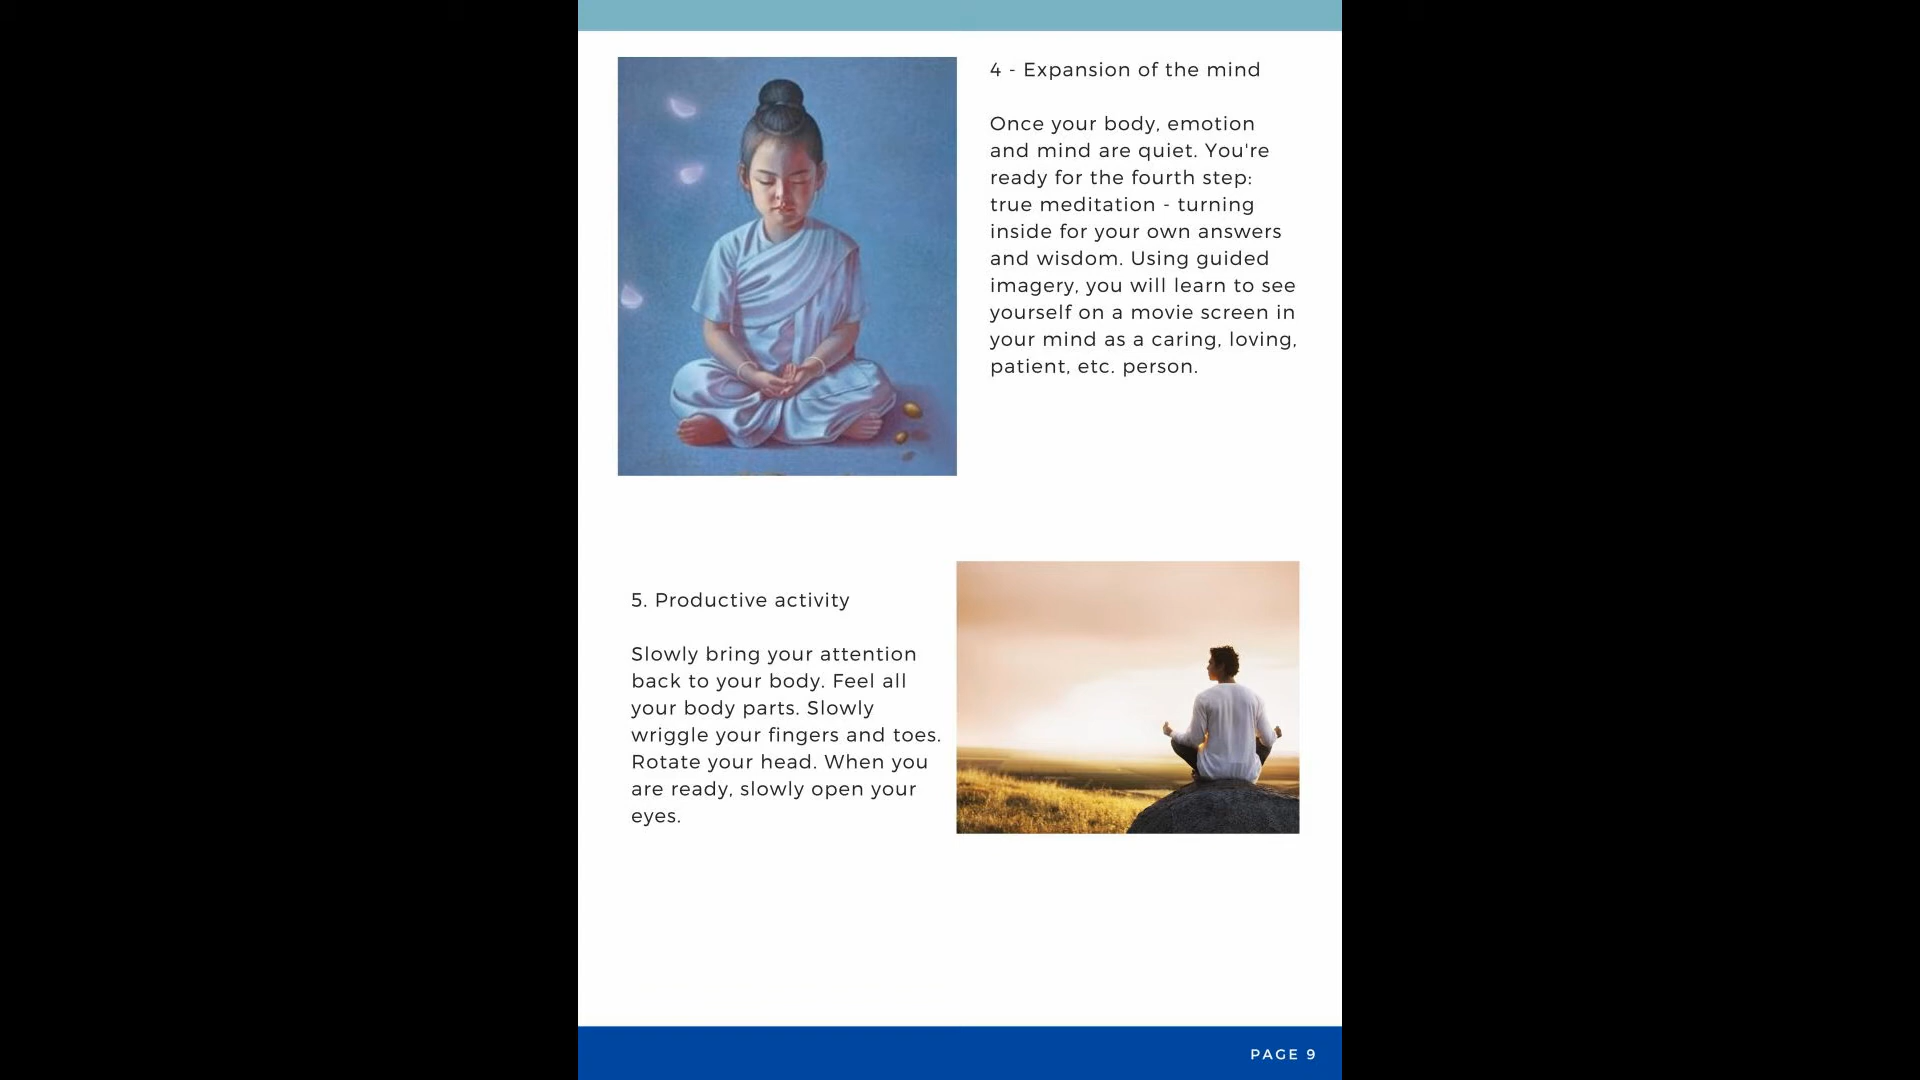 4 - Expansion of the mind
Once your body, emotion
and mind are quiet. You're
ready for the fourth step:
true meditation - turning
inside for your own answers
and wisdom. Using guided
imagery, you will learn to see
yourself on a movie screen in
your mind as a caring, loving,
patient, etc. person.
5. Productive activity
Slowly bring your attention
back to your body. Feel all
your body parts. Slowly
wriggle your fingers and toes.
Rotate your head. When you
are ready, slowly open your
eyes.
PAGE 9